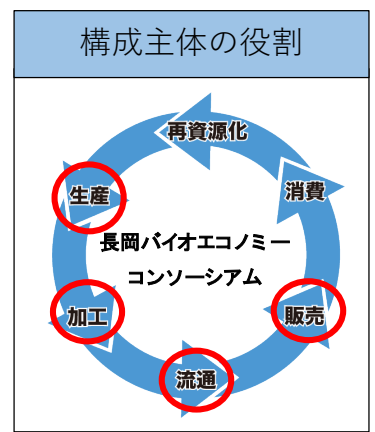 構成主体の役割
再資源化
生産
消費
長岡バイオエコノミー
コンソーシアム
加工
販売
流通